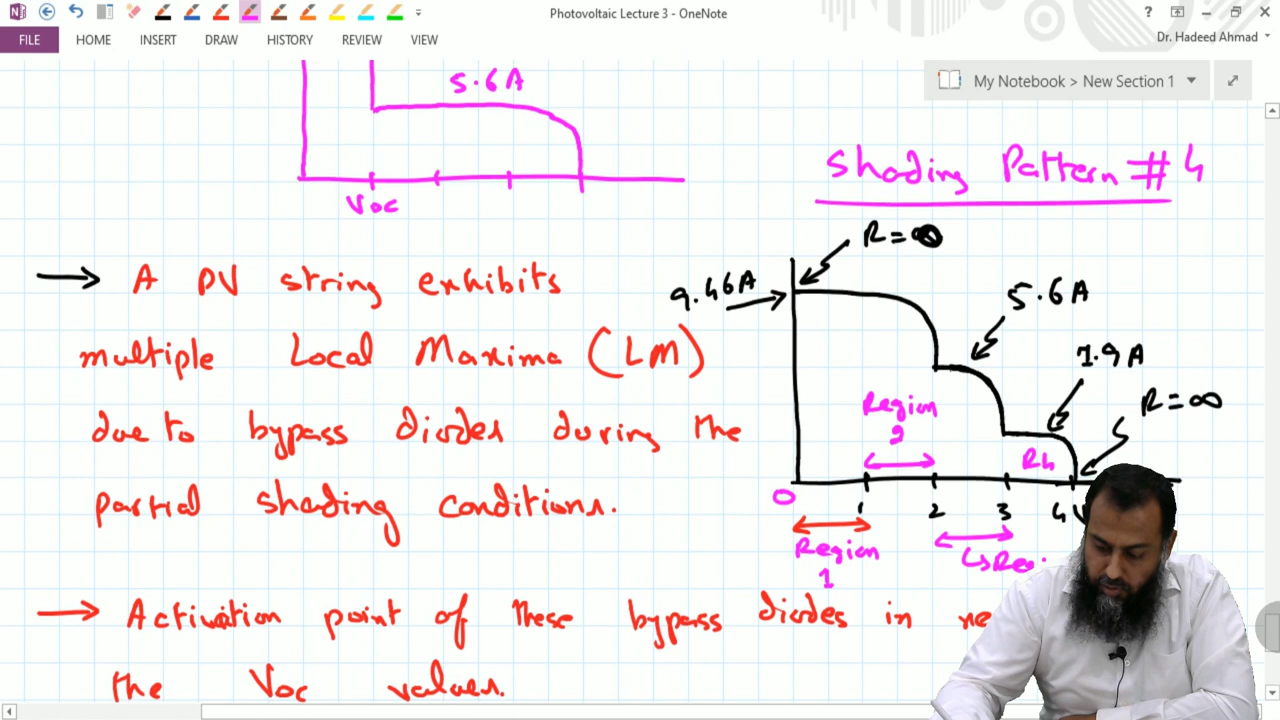 Photovoltaic Lecture 3 - OneNote
?
Dr. Hadeed Ahmad
FILE
HOME
INSERT
DRAW
HISTORY
REVIEW
VIEW
My Notebook > New Section 1
5.6A
Voc
Shading Pattern # 4
→ A PV string exhibits
multiple Local Maxima (LM)
due to bypass diodes during the
partial shading conditions.
→ Activation point of these bypass diodes in
the Voc values.
R=∞
9.46A
5.6A
1.9A
R=∞
Region
2
R4
0
1
2
3
4
Region
1